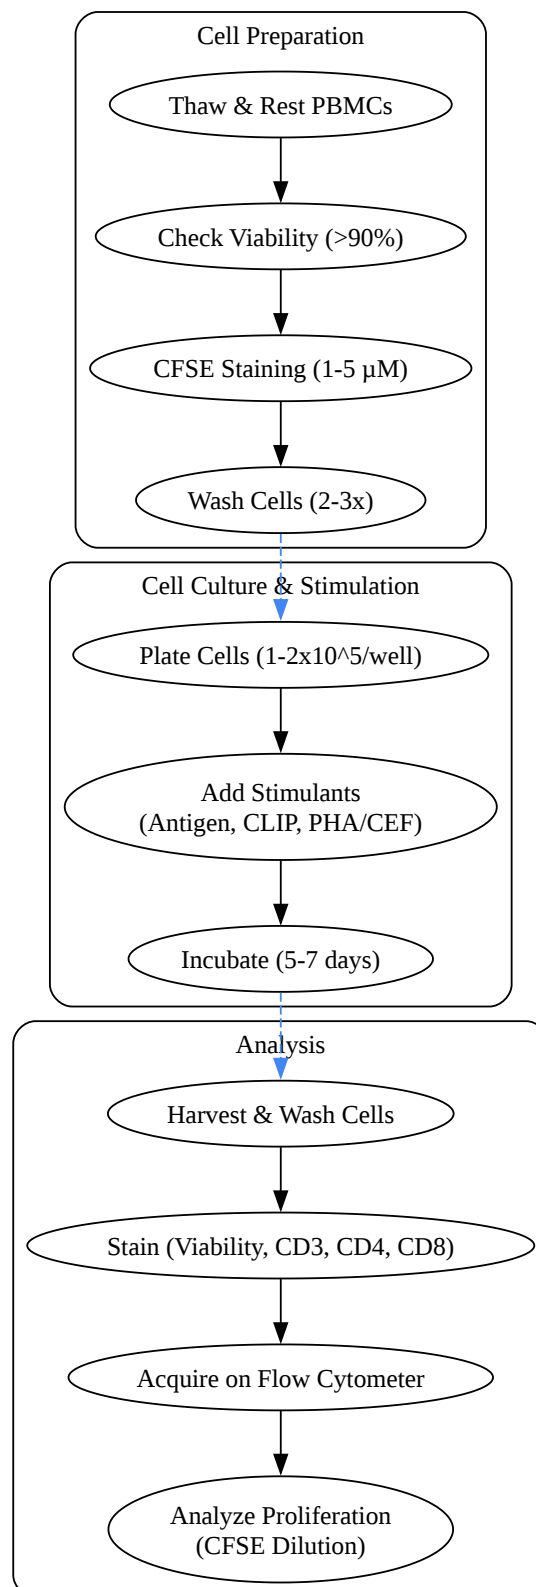 Cell Preparation
Thaw & Rest PBMCs
Check Viability (>90%)
CFSE Staining (1-5 µM)
Wash Cells (2-3x)
Cell Culture & Stimulation
Plate Cells (1-2x10^5/well)
Add Stimulants
(Antigen, CLIP, PHA/CEF)
Incubate (5-7 days)
Analysis
Harvest & Wash Cells
Stain (Viability, CD3, CD4, CD8)
Acquire on Flow Cytometer
Analyze Proliferation
(CFSE Dilution)